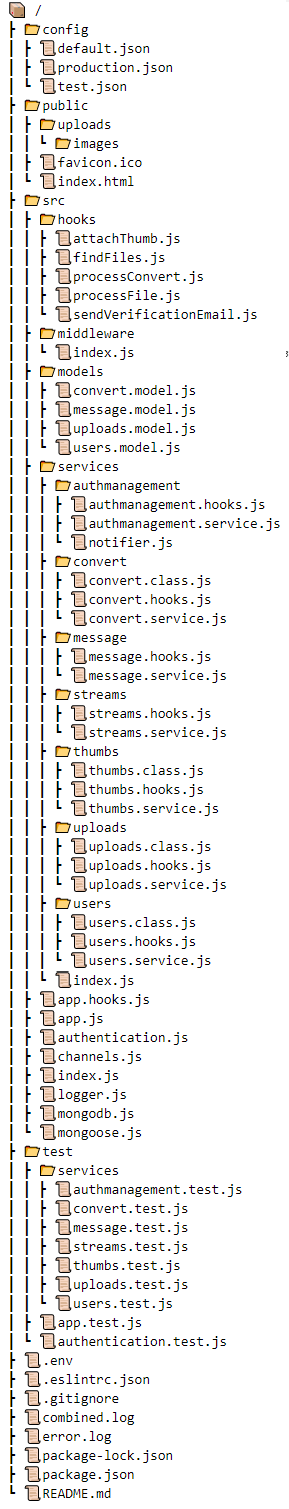 /
config
default.json
production.json
test.json
public
uploads
images
favicon.ico
index.html
src
hooks
attachThumb.js
findFiles.js
processConvert.js
processFile.js
sendVerificationEmail.js
middleware
index.js
models
convert.model.js
message.model.js
uploads.model.js
users.model.js
services
authmanagement
authmanagement.hooks.js
authmanagement.service.js
notifier.js
convert
convert.class.js
convert.hooks.js
convert.service.js
message
message.hooks.js
message.service.js
streams
streams.hooks.js
streams.service.js
thumbs
thumbs.class.js
thumbs.hooks.js
thumbs.service.js
uploads
uploads.class.js
uploads.hooks.js
uploads.service.js
users
users.class.js
users.hooks.js
users.service.js
index.js
app.hooks.js
app.js
authentication.js
channels.js
index.js
logger.js
mongodb.js
mongoose.js
test
services
authmanagement.test.js
convert.test.js
message.test.js
streams.test.js
thumbs.test.js
uploads.test.js
users.test.js
app.test.js
authentication.test.js
.env
.eslintrc.json
.gitignore
combined.log
error.log
package-lock.json
package.json
README.md